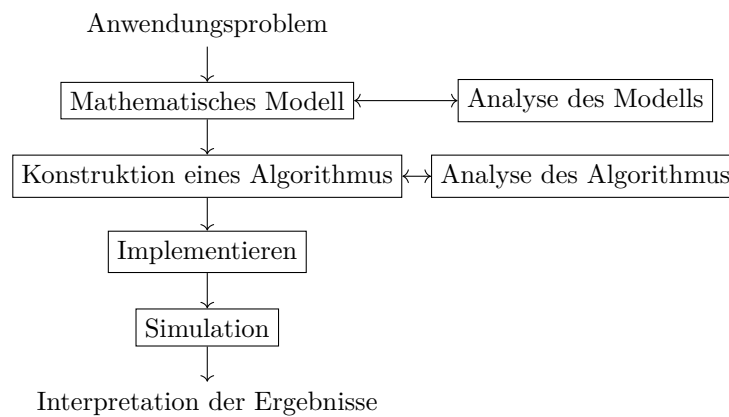 Anwendungsproblem
Mathematisches Modell
Analyse des Modells
Konstruktion eines Algorithmus
Analyse des Algorithmus
Implementieren
Simulation
Interpretation der Ergebnisse